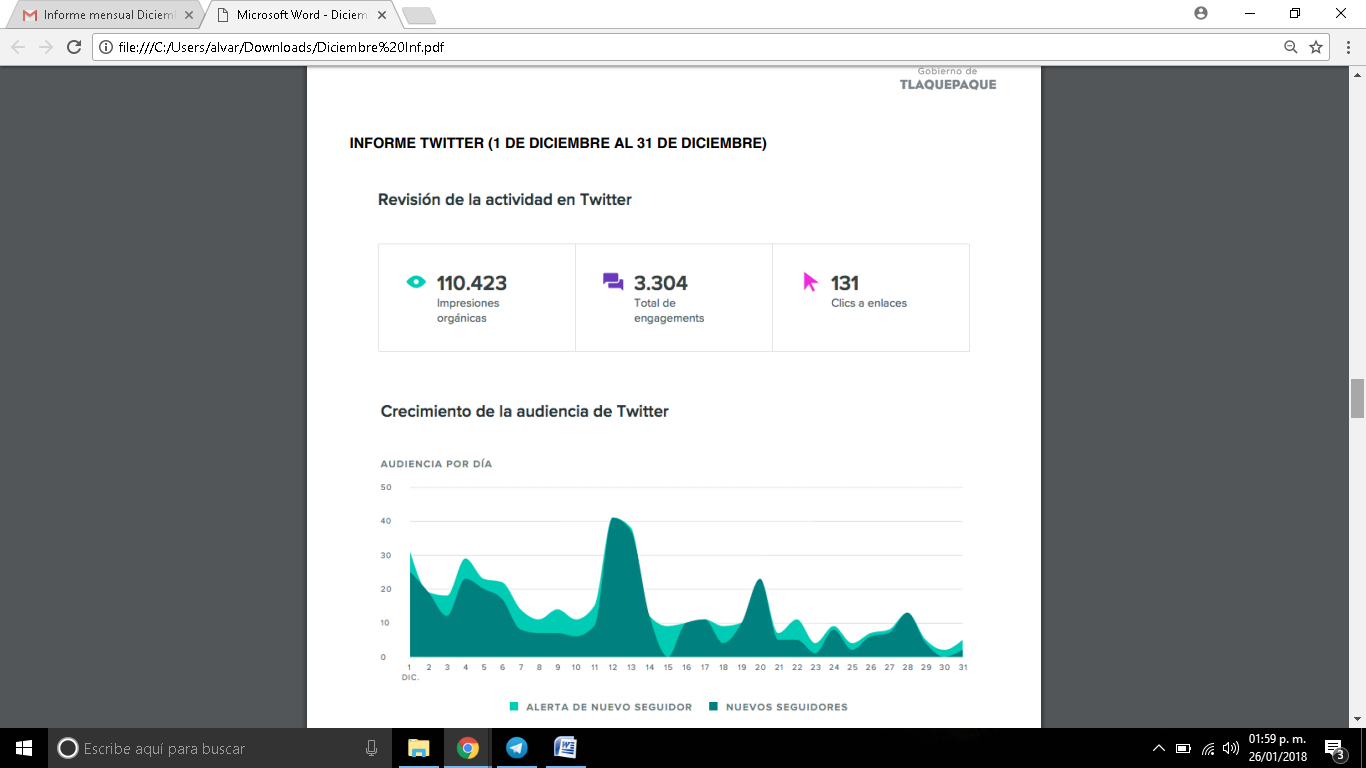 Informe mensual Diciem
Microsoft Word - Diciem
file:///C:/Users/alvar/Downloads/Diciembre%20Inf.pdf
Gobierno de
TLAQUEPAQUE
INFORME TWITTER (1 DE DICIEMBRE AL 31 DE DICIEMBRE)
Revisión de la actividad en Twitter
110.423
Impresiones
orgánicas
3.304
Total de
engagements
131
Clics a enlaces
Crecimiento de la audiencia de Twitter
AUDIENCIA POR DÍA
50
40
30
20
10
0
1 2 3 4 5 6 7 8 9 10 11 12 13 14 15 16 17 18 19 20 21 22 23 24 25 26 27 28 29 30 31
DIC.
ALERTA DE NUEVO SEGUIDOR NUEVOS SEGUIDORES
Escribe aquí para buscar
01:59 p. m.
26/01/2018
3